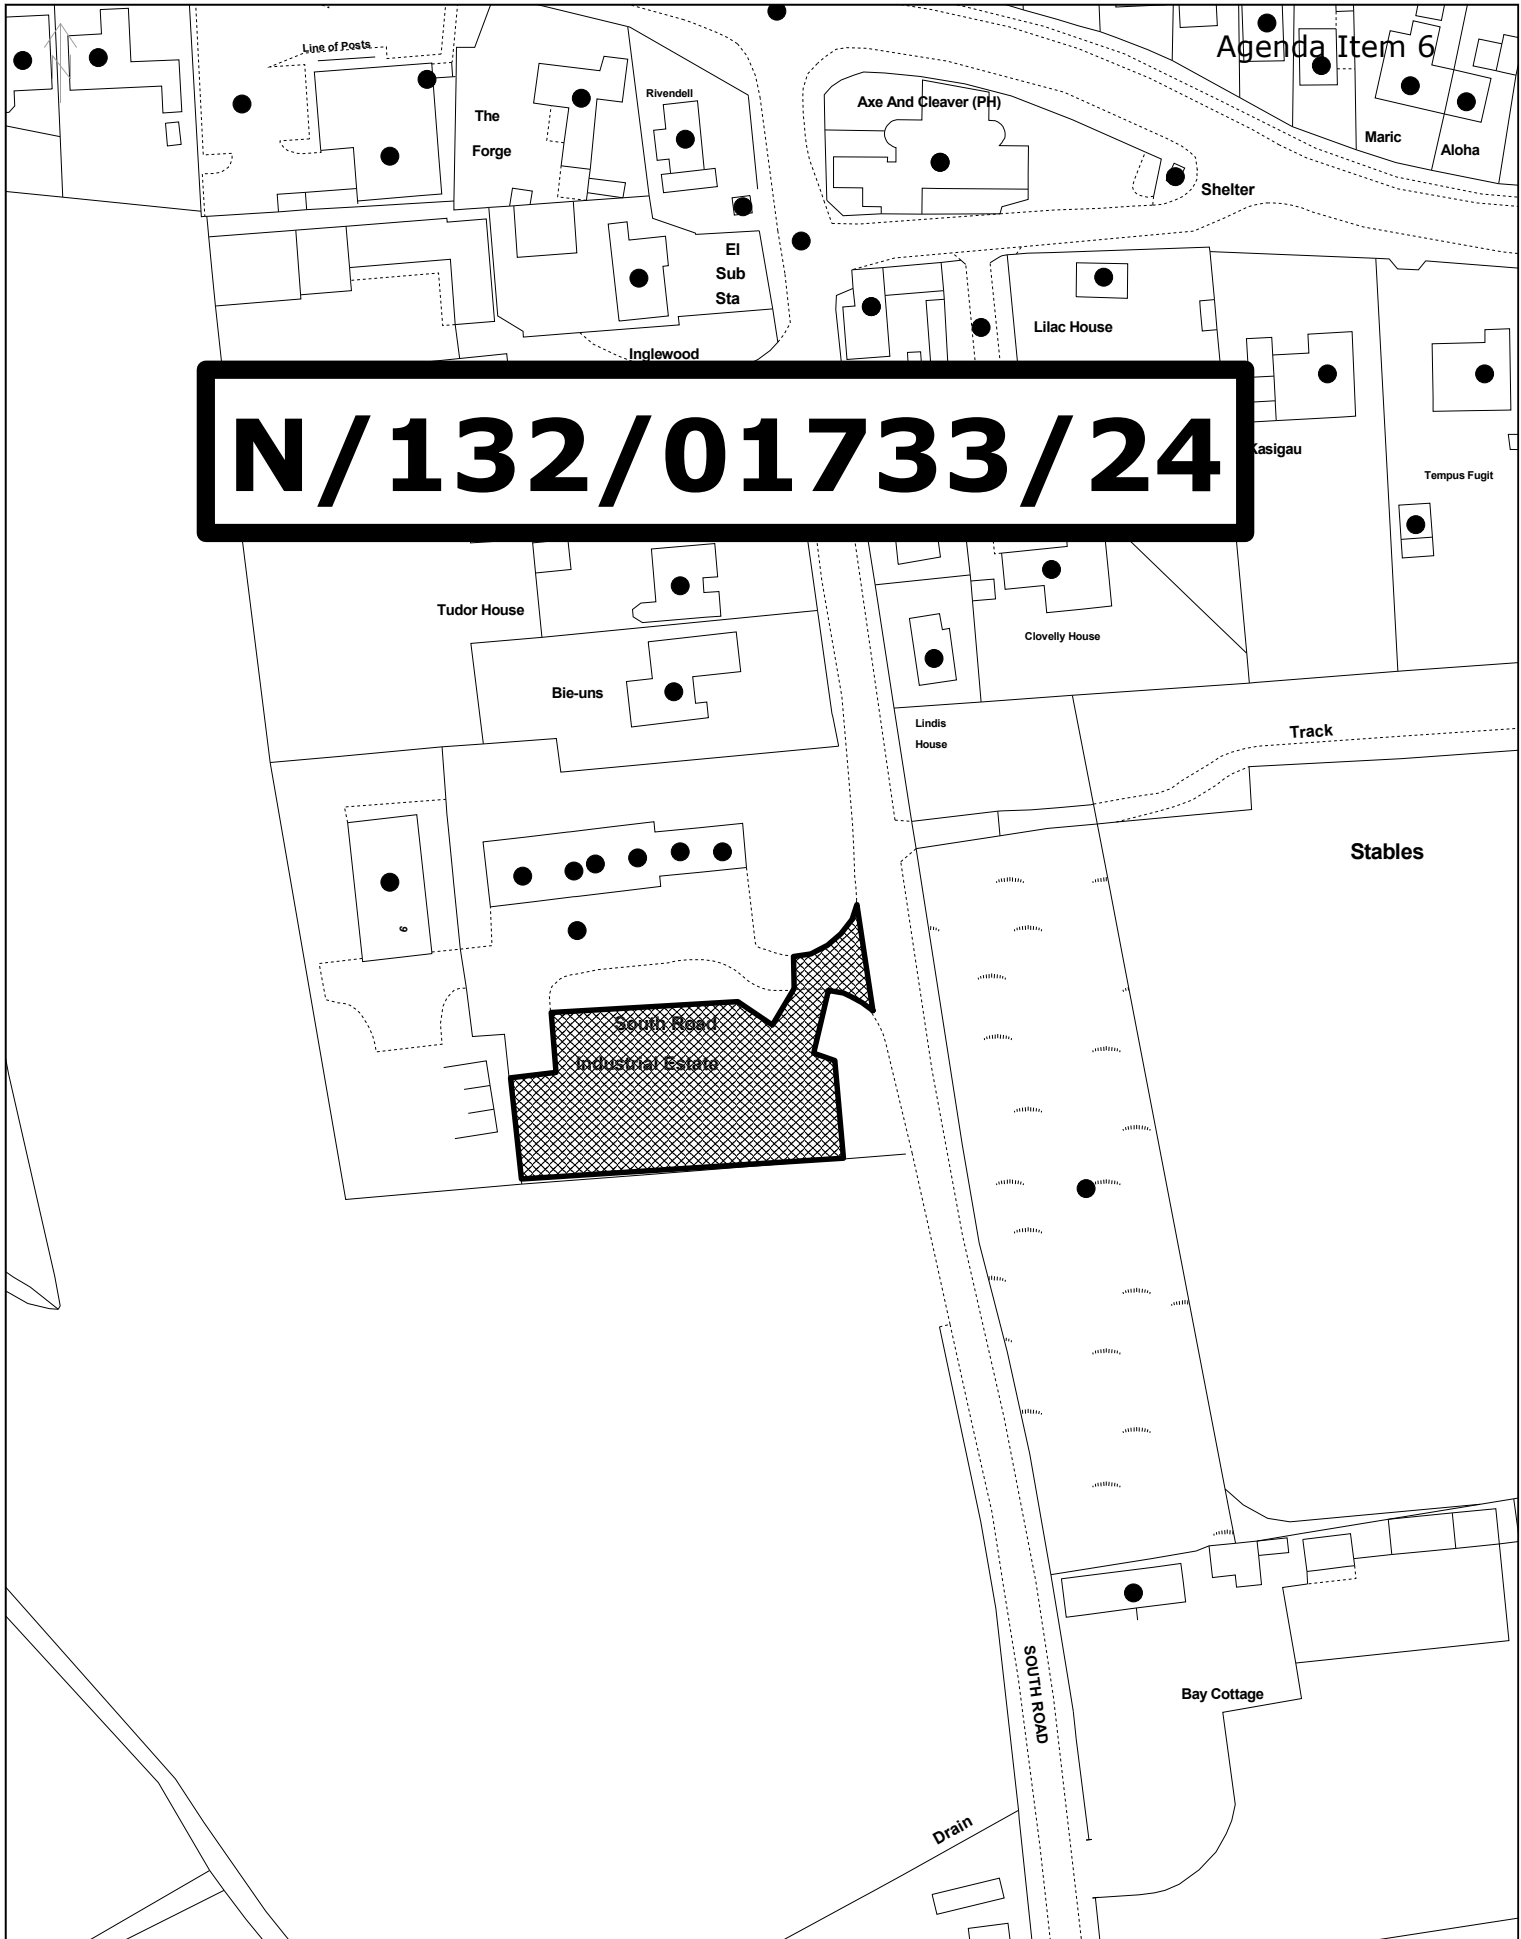 Agenda Item 6
Line of Posts
The
Forge
Rivendell
Axe And Cleaver (PH)
Maric
Aloha
Shelter
El
Sub
Sta
Inglewood
Lilac House
N/132/01733/24
Kasigau
Tempus Fugit
Tudor House
Clovelly House
Bie-uns
Lindis
House
Track
Stables
9
South Road
Industrial Estate
SOUTH ROAD
Bay Cottage
Drain